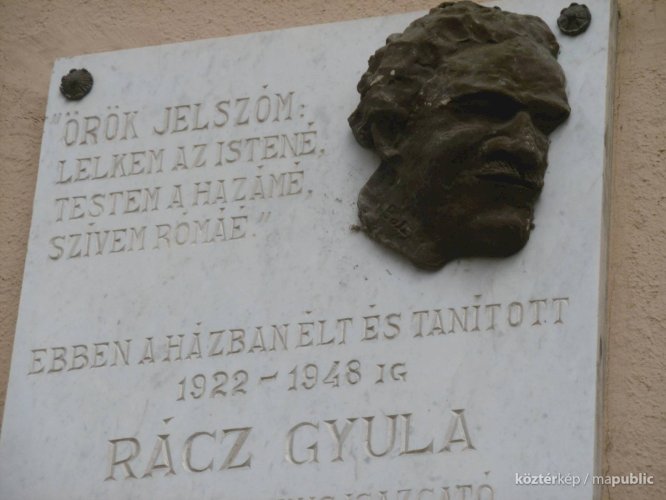 "ÖRÖK JELSZÓM:
LELKEM AZ ISTENÉ,
TESTEM A HAZÁMÉ,
SZÍVEM RÓMÁÉ."
EBBEN A HÁZBAN ÉLT ÉS TANÍTOTT
1922 - 1948 IG
RÁCZ GYULA
köztérkép / mapublic